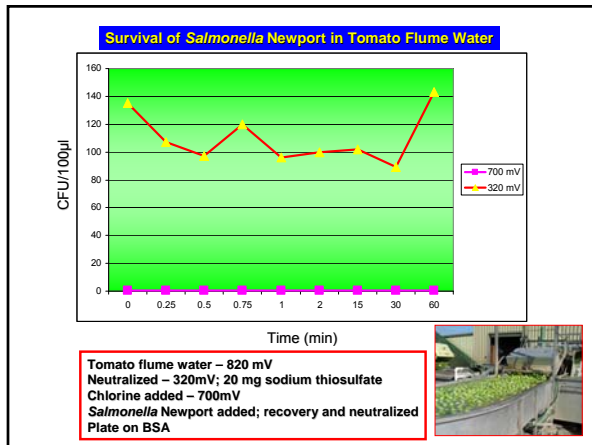 Survival of Salmonella Newport in Tomato Flume Water
160
140
120
100
80
60
40
20
0
CFU/100µl
0 0.25 0.5 0.75 1 2 15 30 60
Time (min)
700 mV
320 mV
Tomato flume water – 820 mV
Neutralized – 320mV; 20 mg sodium thiosulfate
Chlorine added – 700mV
Salmonella Newport added; recovery and neutralized
Plate on BSA